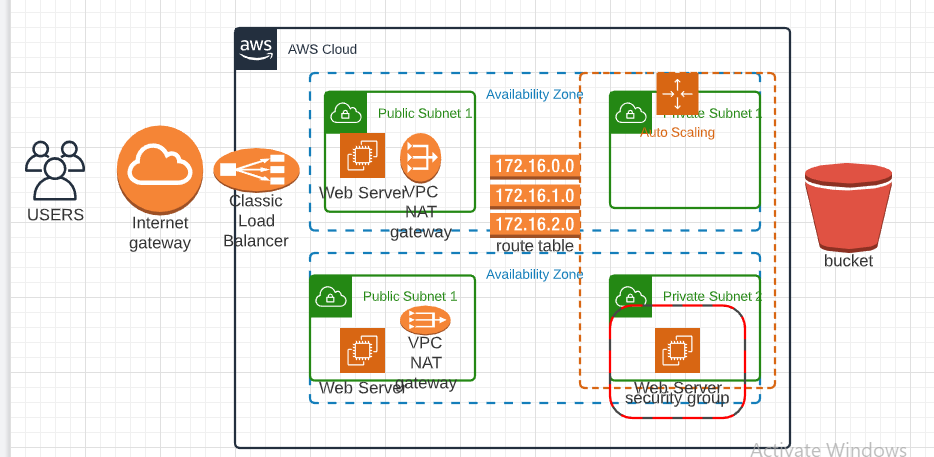 aws
AWS Cloud
Availability Zone
Public Subnet 1
Private Subnet 1
Auto Scaling
Web Server
VPC
NAT
gateway
172.16.0.0
172.16.1.0
172.16.2.0
route table
USERS
Internet
gateway
Classic
Load
Balancer
bucket
Availability Zone
Public Subnet 1
Private Subnet 2
VPC
NAT
gateway
Web Server
Web Server
security group
Activate Windows